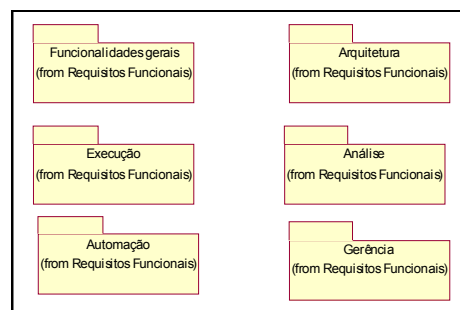 Funcionalidades gerais
(from Requisitos Funcionais)
Arquitetura
(from Requisitos Funcionais)
Execução
(from Requisitos Funcionais)
Análise
(from Requisitos Funcionais)
Automação
(from Requisitos Funcionais)
Gerência
(from Requisitos Funcionais)